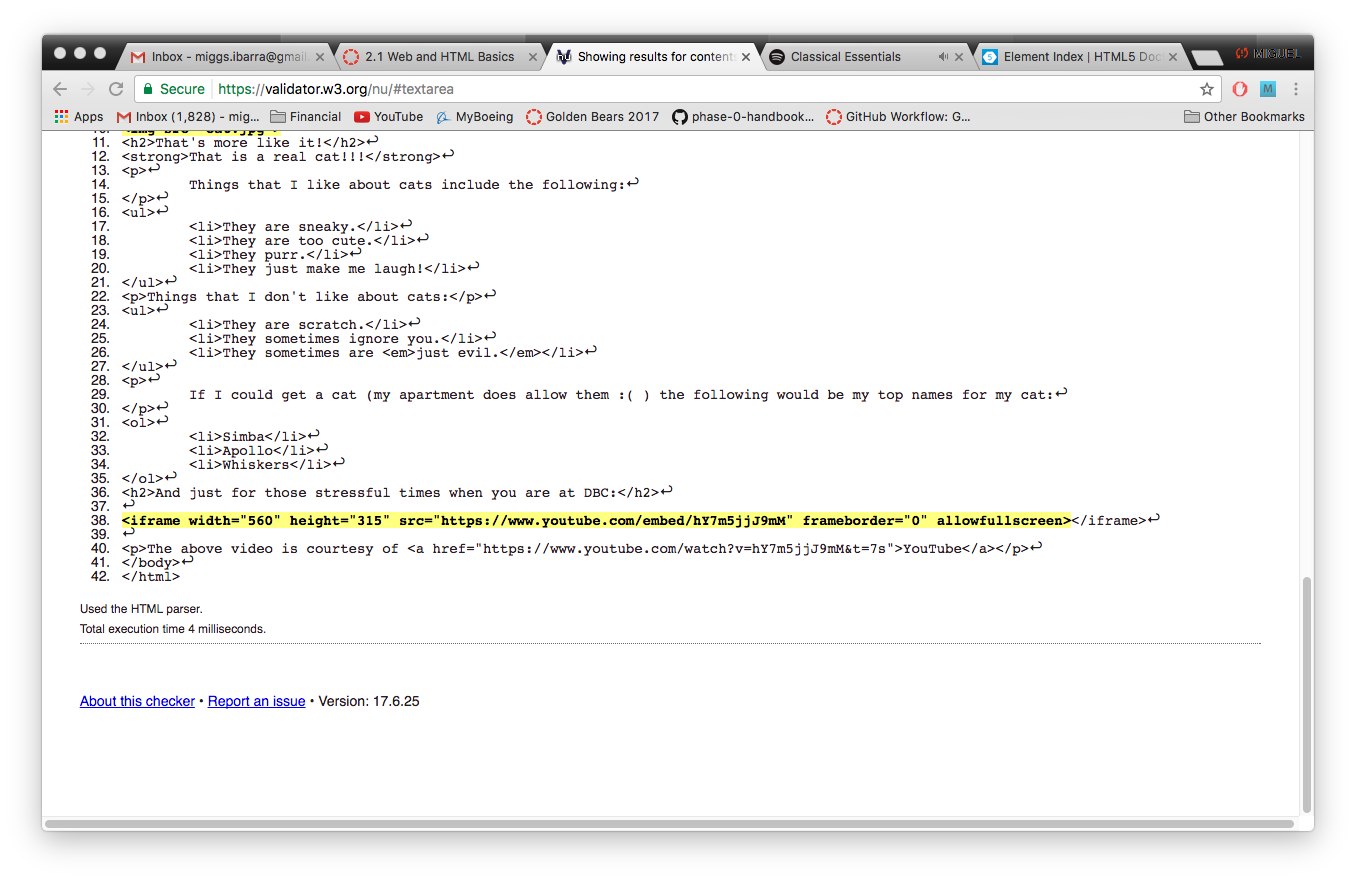 Inbox - miggs.ibarra@gmail.
2.1 Web and HTML Basics
Showing results for contents
Classical Essentials
Element Index | HTML5 Doc
MIGUEL
Secure
https://validator.w3.org/nu/#textarea
Apps
Inbox (1,828) - mig...
Financial
YouTube
MyBoeing
Golden Bears 2017
phase-0-handbook...
GitHub Workflow: G...
Other Bookmarks
10. <img src="cat.jpg">
11. <h2>That's more like it!</h2>↩
12. <strong>That is a real cat!!!</strong>↩
13. <p>↩
14. Things that I like about cats include the following:↩
15. </p>↩
16. <ul>↩
17. <li>They are sneaky.</li>↩
18. <li>They are too cute.</li>↩
19. <li>They purr.</li>↩
20. <li>They just make me laugh!</li>↩
21. </ul>↩
22. <p>Things that I don't like about cats:</p>↩
23. <ul>↩
24. <li>They are scratch.</li>↩
25. <li>They sometimes ignore you.</li>↩
26. <li>They sometimes are <em>just evil.</em></li>↩
27. </ul>↩
28. <p>↩
29. If I could get a cat (my apartment does allow them :( ) the following would be my top names for my cat:↩
30. </p>↩
31. <ol>↩
32. <li>Simba</li>↩
33. <li>Apollo</li>↩
34. <li>Whiskers</li>↩
35. </ol>↩
36. <h2>And just for those stressful times when you are at DBC:</h2>↩
37. ↩
38. <iframe width="560" height="315" src="https://www.youtube.com/embed/hY7m5jjJ9mM" frameborder="0" allowfullscreen></iframe>↩
39. ↩
40. <p>The above video is courtesy of <a href="https://www.youtube.com/watch?v=hY7m5jjJ9mM&t=7s">YouTube</a></p>↩
41. </body>↩
42. </html>
Used the HTML parser.
Total execution time 4 milliseconds.
About this checker • Report an issue • Version: 17.6.25